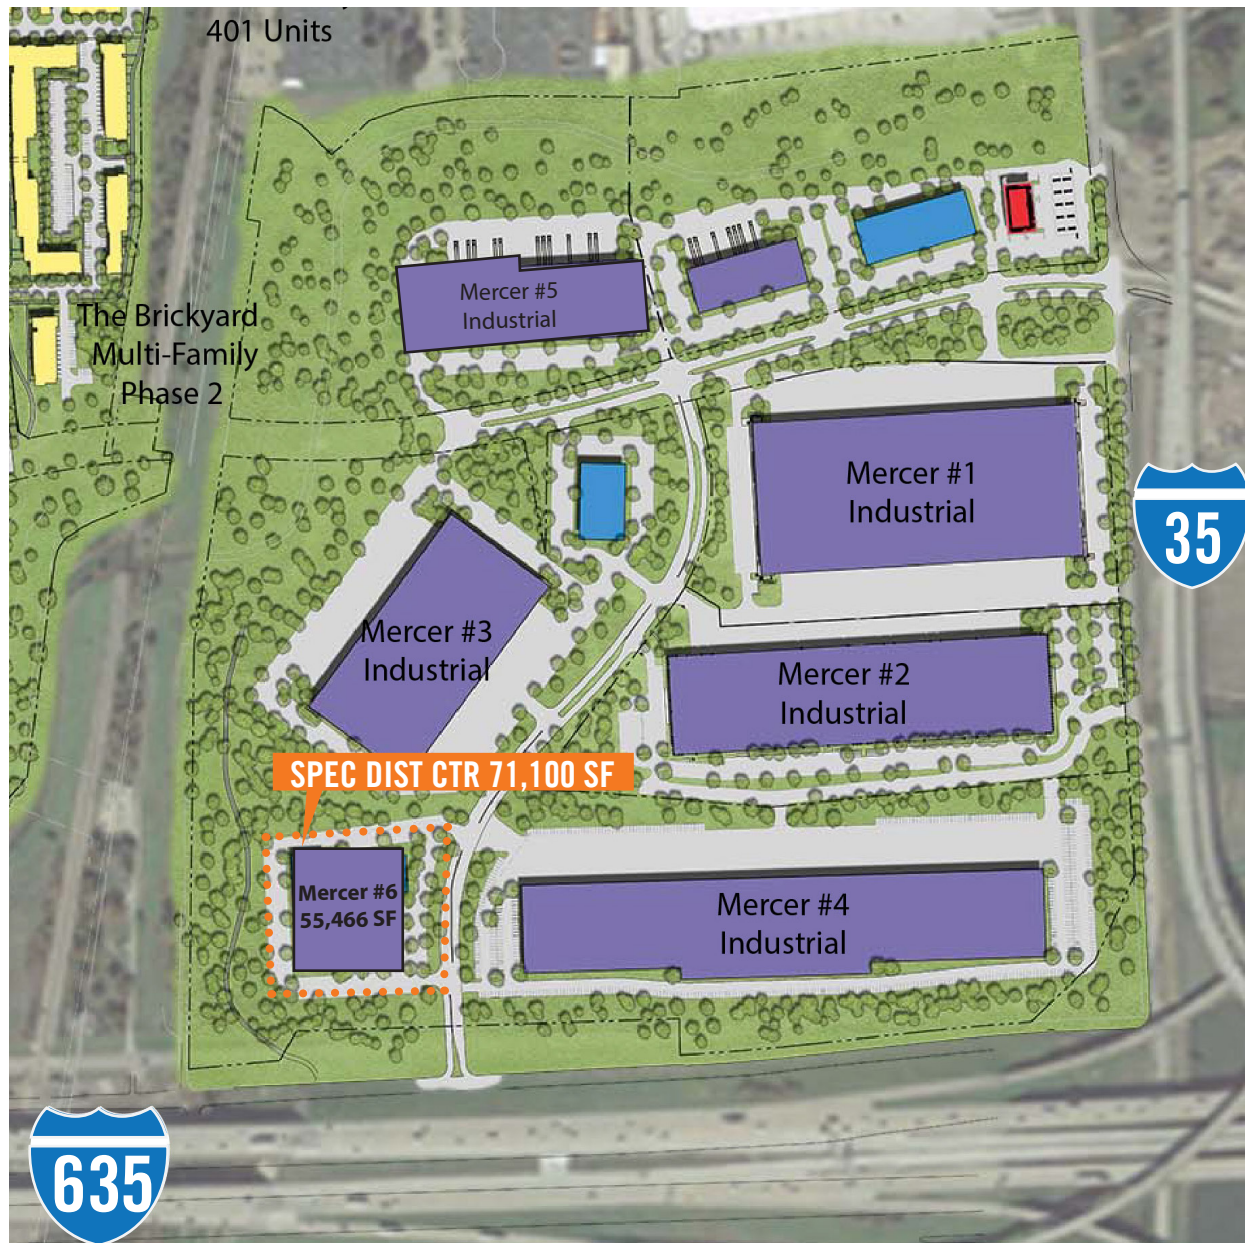 401 Units
Mercer #5
Industrial
The Brickyard
Multi-Family
Phase 2
Mercer #1
Industrial
35
Mercer #3
Industrial
Mercer #2
Industrial
SPEC DIST CTR 71,100 SF
Mercer #6
55,466 SF
Mercer #4
Industrial
635